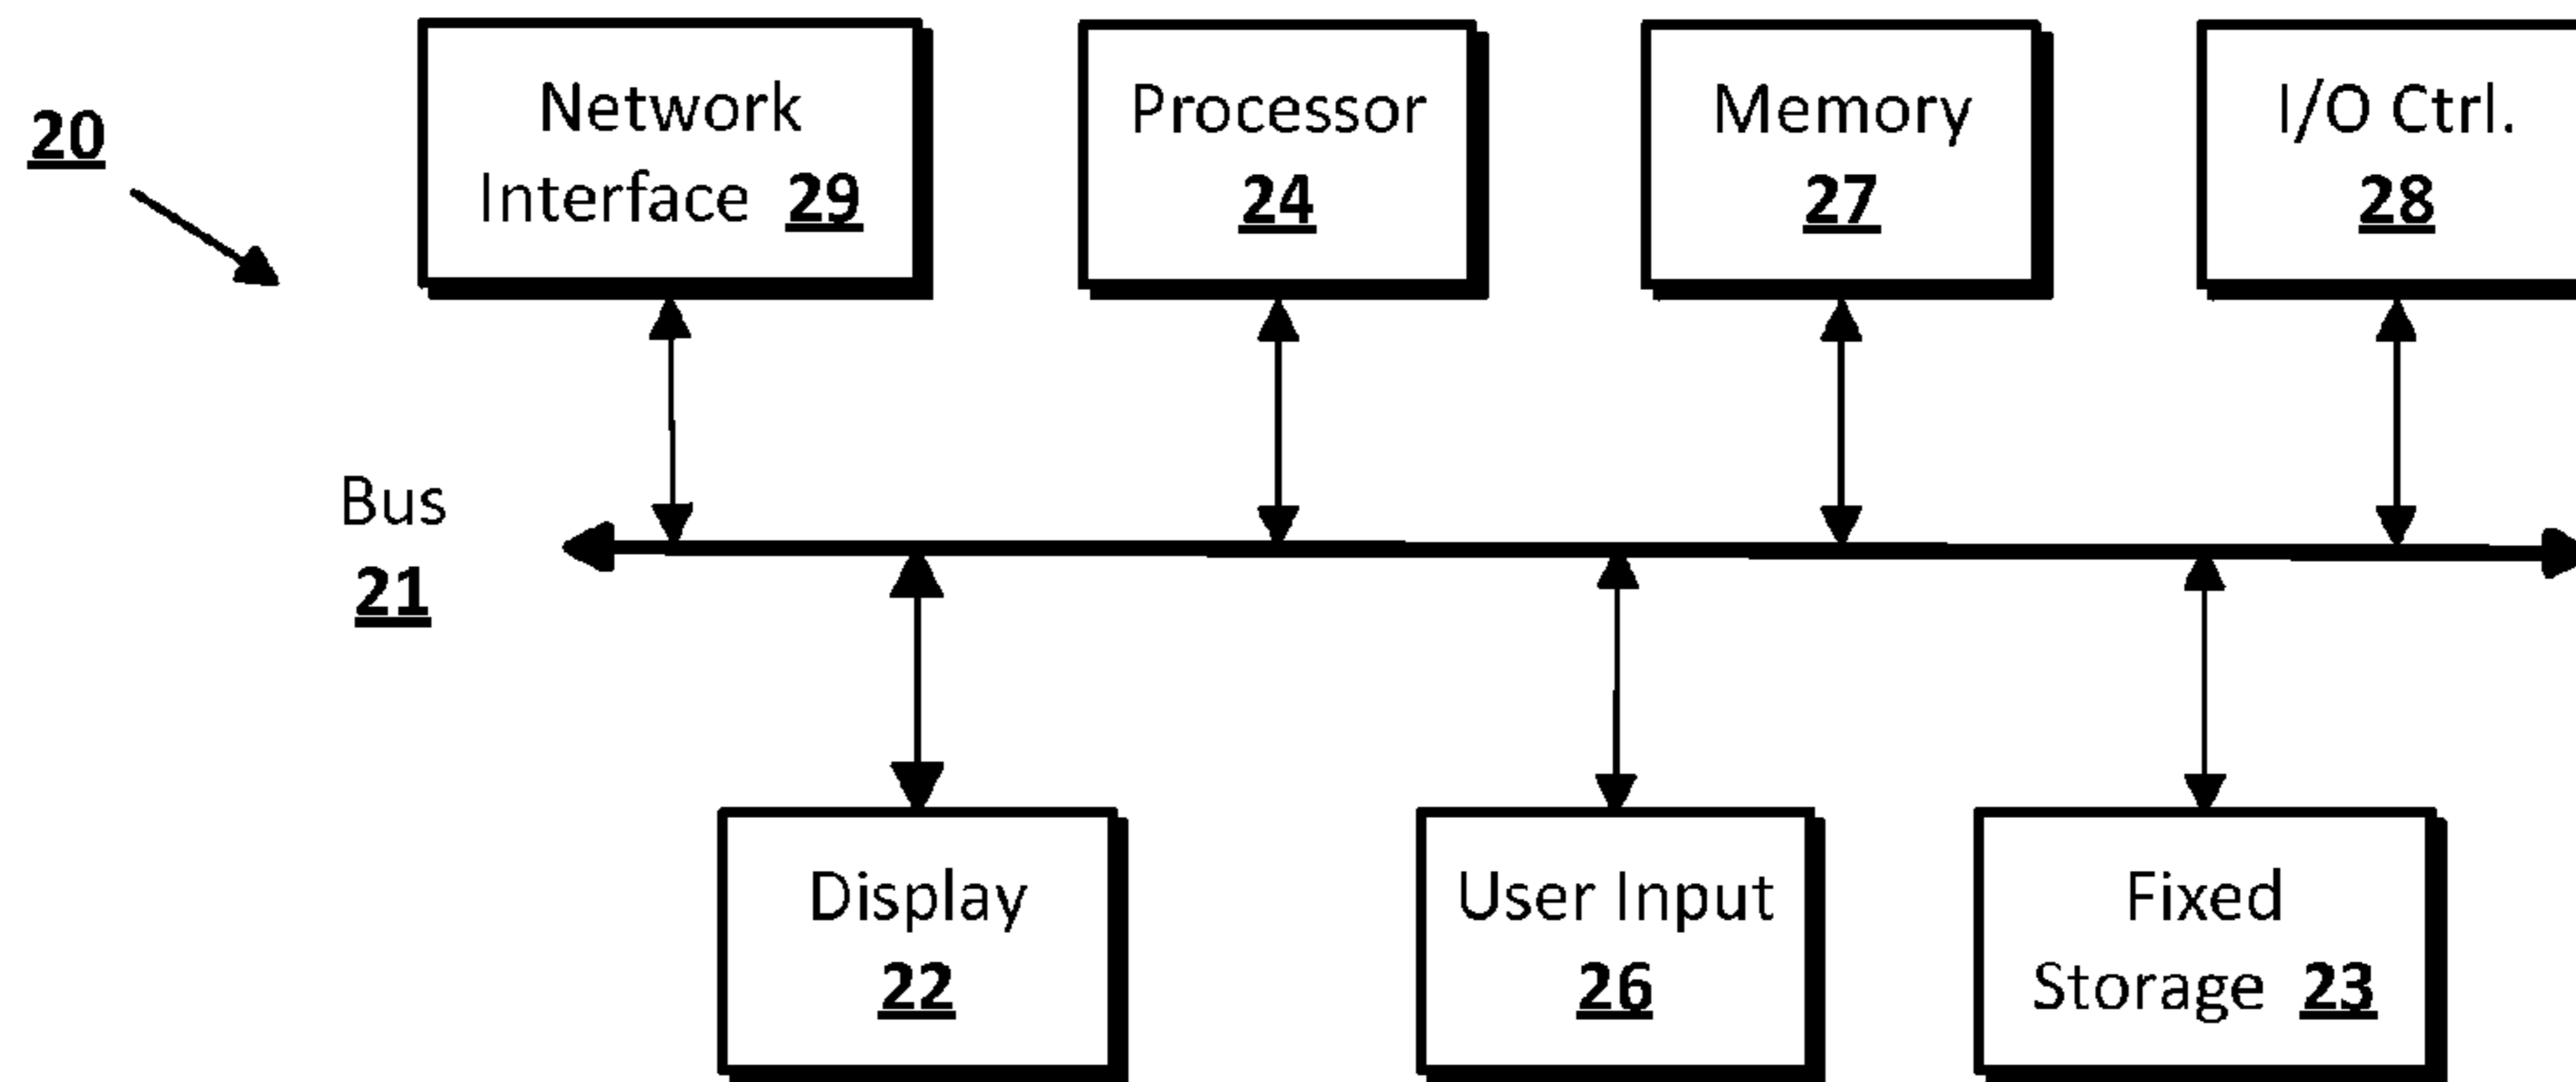 20
Network
Interface 29
Processor
24
Memory
27
I/O Ctrl.
28
Bus
21
Display
22
User Input
26
Fixed
Storage 23